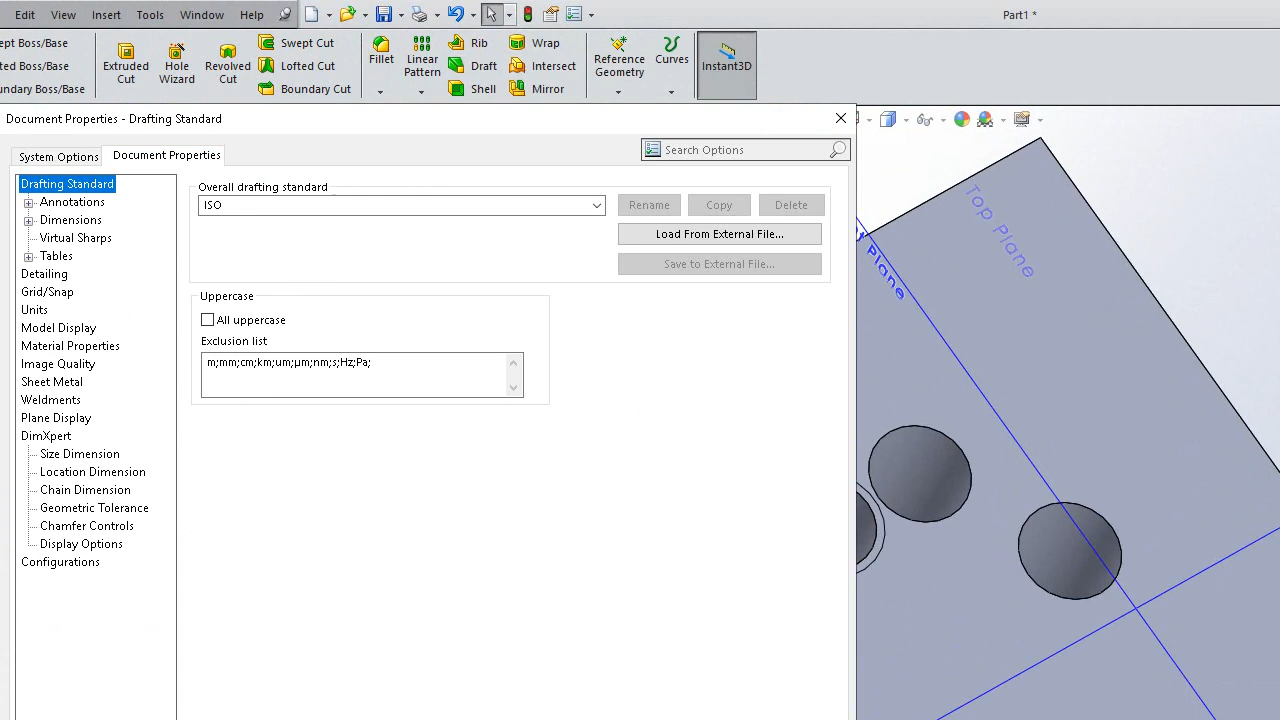 Edit View Insert Tools Window Help
Part1 *
ept Boss/Base
ted Boss/Base
undary Boss/Base
Extruded Cut
Hole Wizard
Revolved Cut
Swept Cut
Lofted Cut
Boundary Cut
Fillet
Linear Pattern
Rib
Draft
Shell
Wrap
Intersect
Mirror
Reference Geometry
Curves
Instant3D
Document Properties - Drafting Standard
System Options
Document Properties
Search Options
Drafting Standard
Annotations
Dimensions
Virtual Sharps
Tables
Detailing
Grid/Snap
Units
Model Display
Material Properties
Image Quality
Sheet Metal
Weldments
Plane Display
DimXpert
Size Dimension
Location Dimension
Chain Dimension
Geometric Tolerance
Chamfer Controls
Display Options
Configurations
Overall drafting standard
ISO
Rename
Copy
Delete
Load From External File...
Save to External File...
Uppercase
All uppercase
Exclusion list
m;mm;cm;km;um;µm;nm;s;Hz;Pa;
Top Plane
Plane